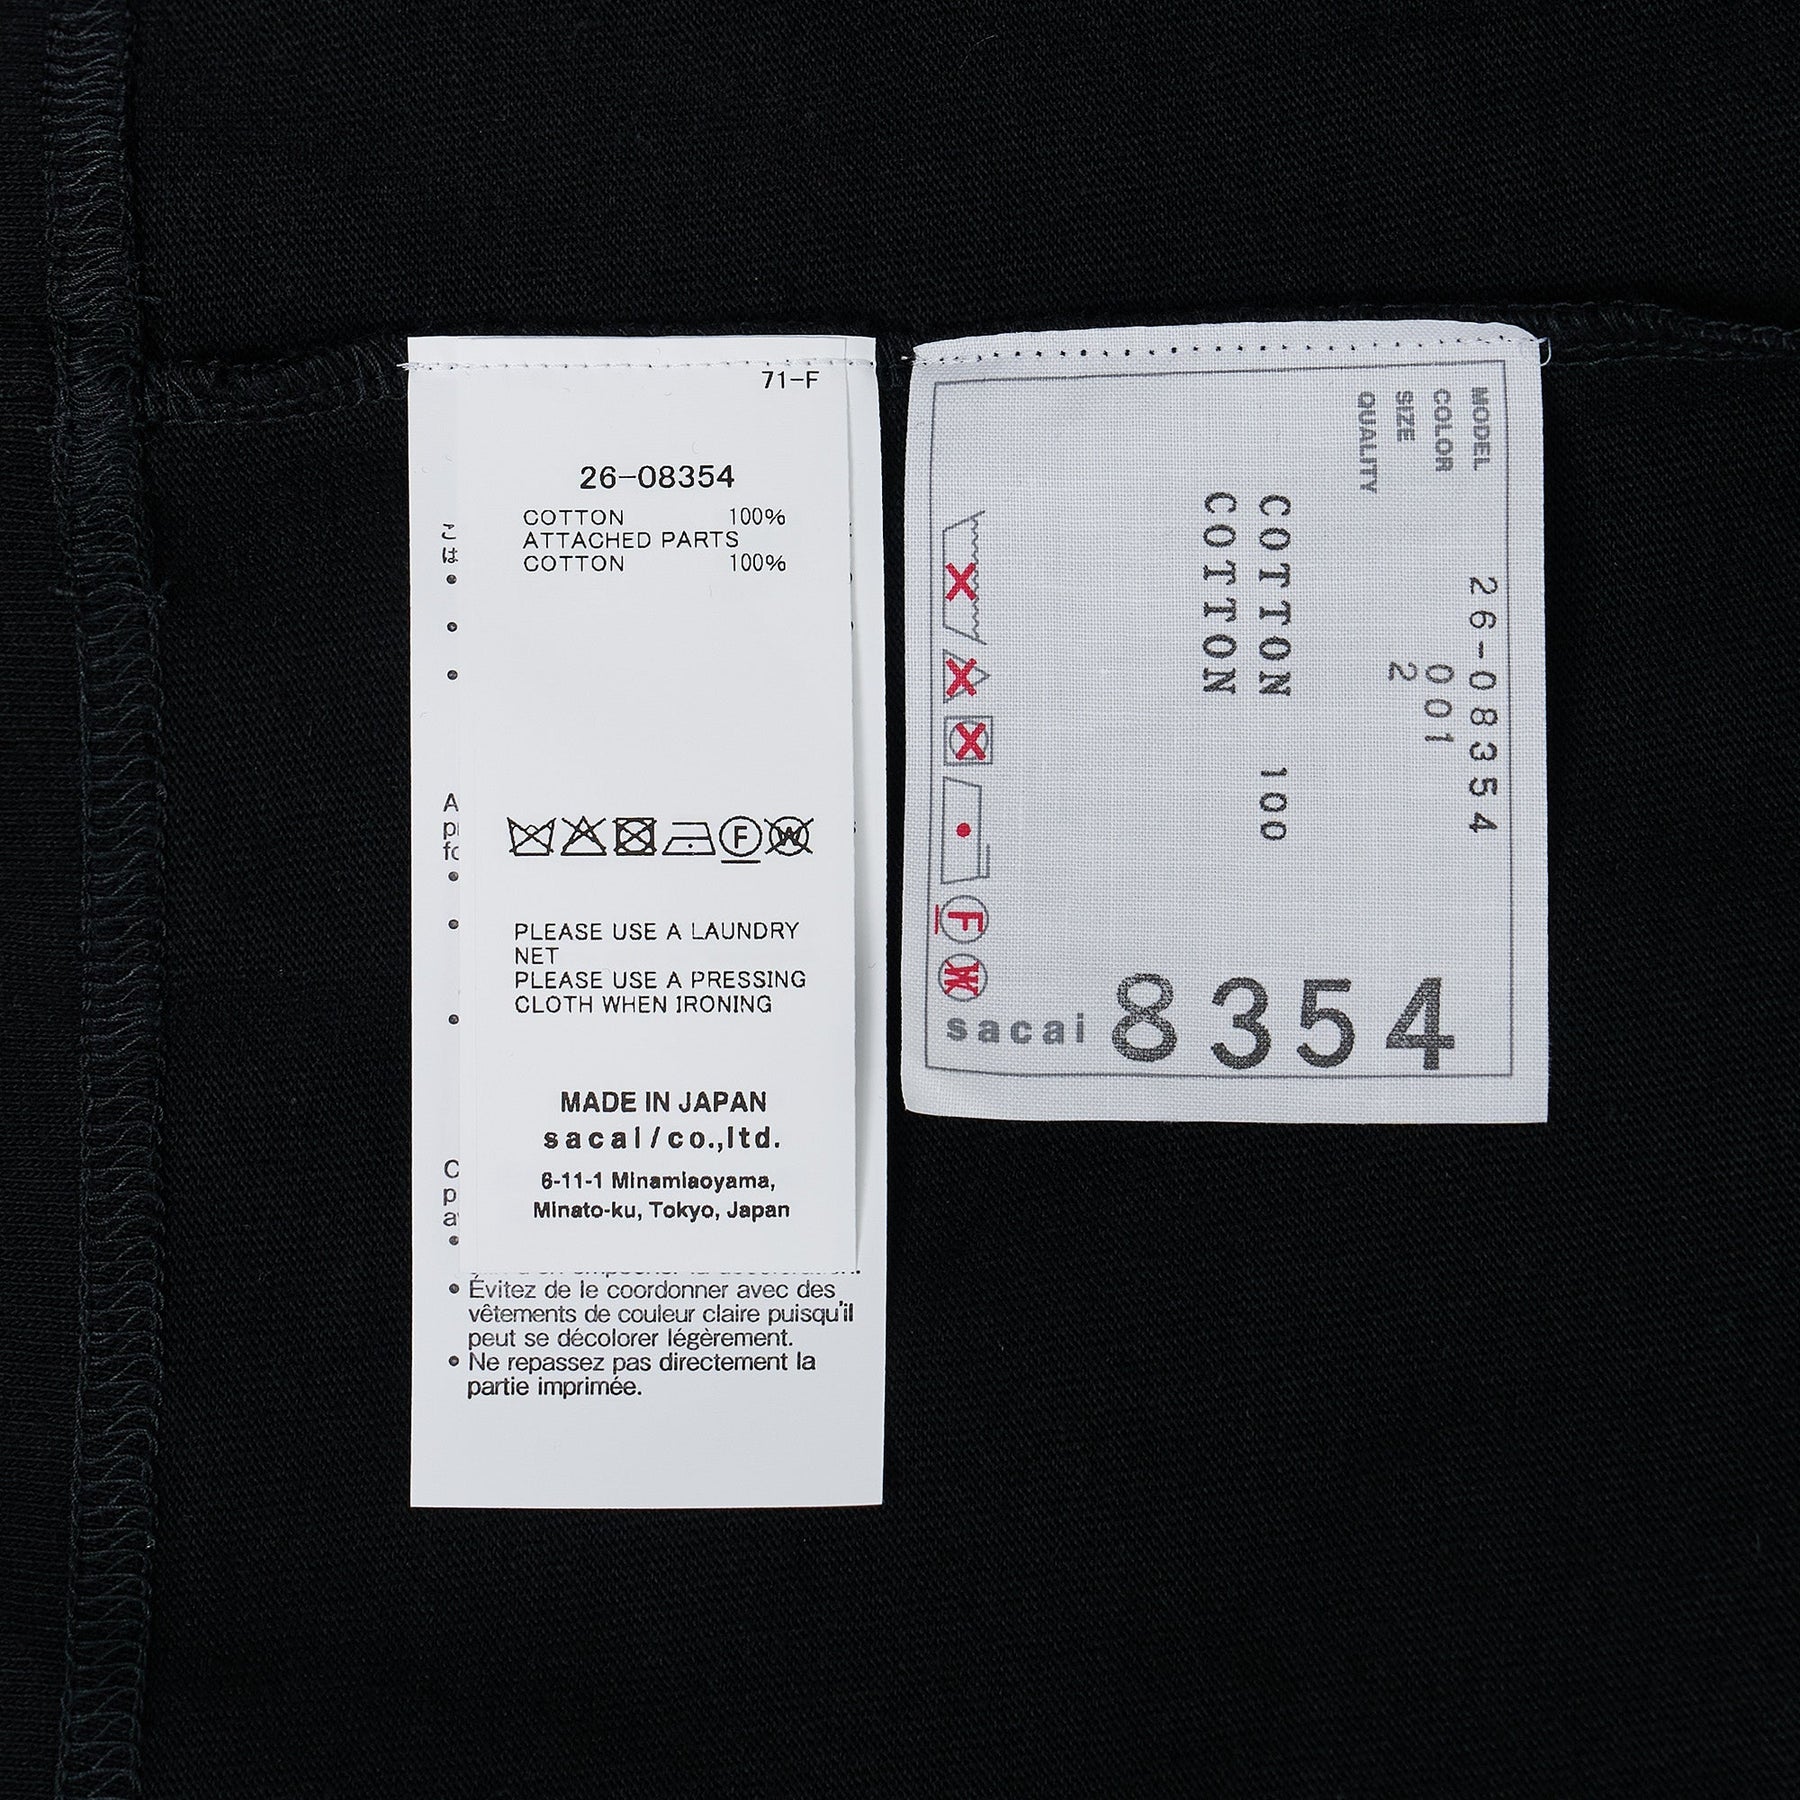 71-F
26-08354
COTTON 100%
ATTACHED PARTS
COTTON 100%
F
W
PLEASE USE A LAUNDRY
NET
PLEASE USE A PRESSING
CLOTH WHEN IRONING
MADE IN JAPAN
sacai/co.,ltd.
6-11-1 Minamiaoyama,
Minato-ku, Tokyo, Japan
こ
は
A
C
p
• Évitez de le coordonner avec des
vêtements de couleur claire puisqu'il
peut se décolorer légèrement.
• Ne repassez pas directement la
partie imprimée.
MODEL 26-08354
COLOR 001
SIZE 2
QUALITY
COTTON 100
COTTON
F
W
sacai 8354